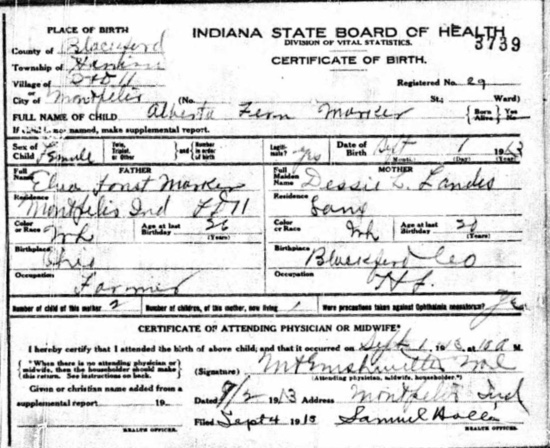 PLACE OF BIRTH
County of Blackford
Township of Harrison
Village of R D 11
or
City of Montpelier
INDIANA STATE BOARD OF HEALTH
DIVISION OF VITAL STATISTICS.
3739
CERTIFICATE OF BIRTH.
Registered No. 29
(No. St.; Ward)
FULL NAME OF CHILD Alberta Fern Marker { Born Alive } Yes or No
If child is not named, make supplemental report.
Sex of Child Female
Twin, Triplet, or Other
and
Number in order of birth
Legitimate? yes
Date of Birth Sept 1 1913
(Month) (Day) (Year)
FATHER
Full Name Marker
Residence Montpelier Ind R D 11
Color or Race Wh
Age at last Birthday 26
(Years)
Birthplace Ohio
Occupation Farmer
MOTHER
Full Maiden Name Dessie L. Landes
Residence Same
Color or Race Wh
Age at last Birthday
(Years)
Birthplace Blackford Co
Occupation
Number of child of this mother 2
Number of children, of this mother, now living 1
Were precautions taken against Ophthalmia neonatorum? Yes
CERTIFICATE OF ATTENDING PHYSICIAN OR MIDWIFE*
I hereby certify that I attended the birth of above child; and that it occurred on Sept 1, 1913, at 10 a M.
{ *When there is no attending physician or midwife, then the householder should make this return. See instructions on back. }
(Signature) M.D.
(Attending physician, midwife, householder.*)
Given or christian name added from a
supplemental report 19
HEALTH OFFICER.
Dated 9/2 1913 Address Montpelier Ind
Filed Sept 4 1913 Samuel
HEALTH OFFICER.